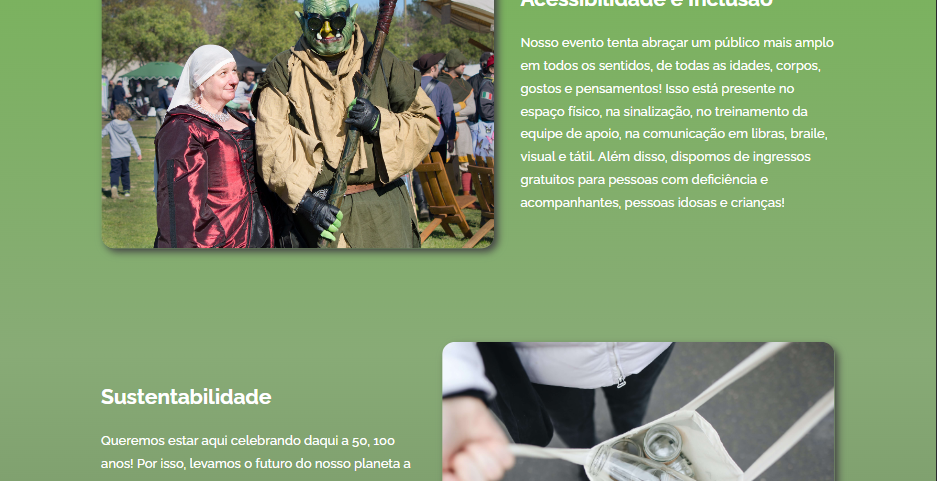 Acessibilidade e Inclusão
Nosso evento tenta abraçar um público mais amplo
em todos os sentidos, de todas as idades, corpos,
gostos e pensamentos! Isso está presente no
espaço físico, na sinalização, no treinamento da
equipe de apoio, na comunicação em libras, braile,
visual e tátil. Além disso, dispomos de ingressos
gratuitos para pessoas com deficiência e
acompanhantes, pessoas idosas e crianças!
Sustentabilidade
Queremos estar aqui celebrando daqui a 50, 100
anos! Por isso, levamos o futuro do nosso planeta a